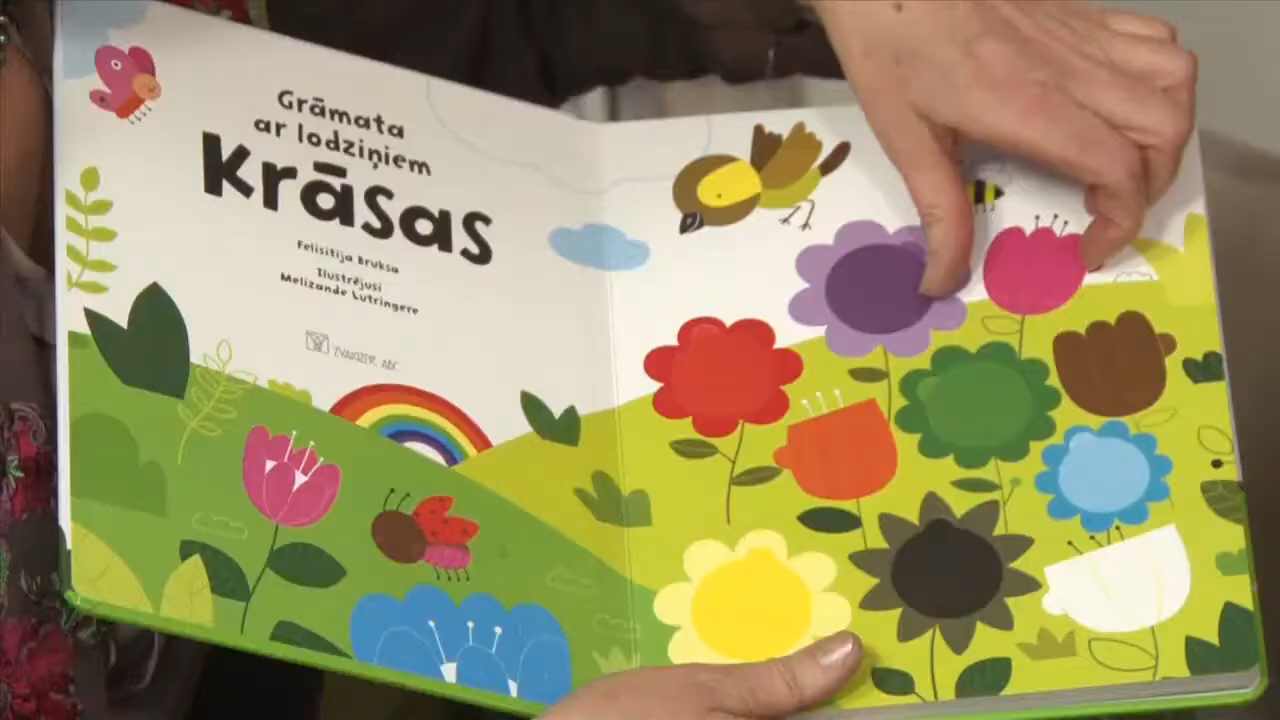 Grāmata
ar lodziņiem
Krāsas
Felisitija Bruksa
Ilustrējusi
Melizande Lutringere
ZVAIGZNE ABC